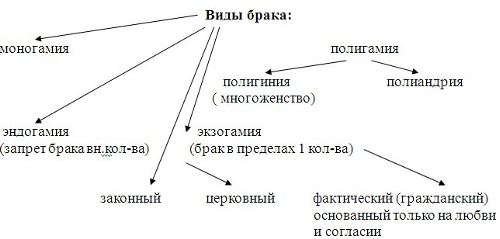 Виды брака:
моногамия полигамия
полигиния полиандрия
( многоженство)
эндогамия экзогамия
(запрет брака вн.кол-ва) (брак в пределах 1 кол-ва)
законный церковный фактический (гражданский)
основанный только на любви
и согласии